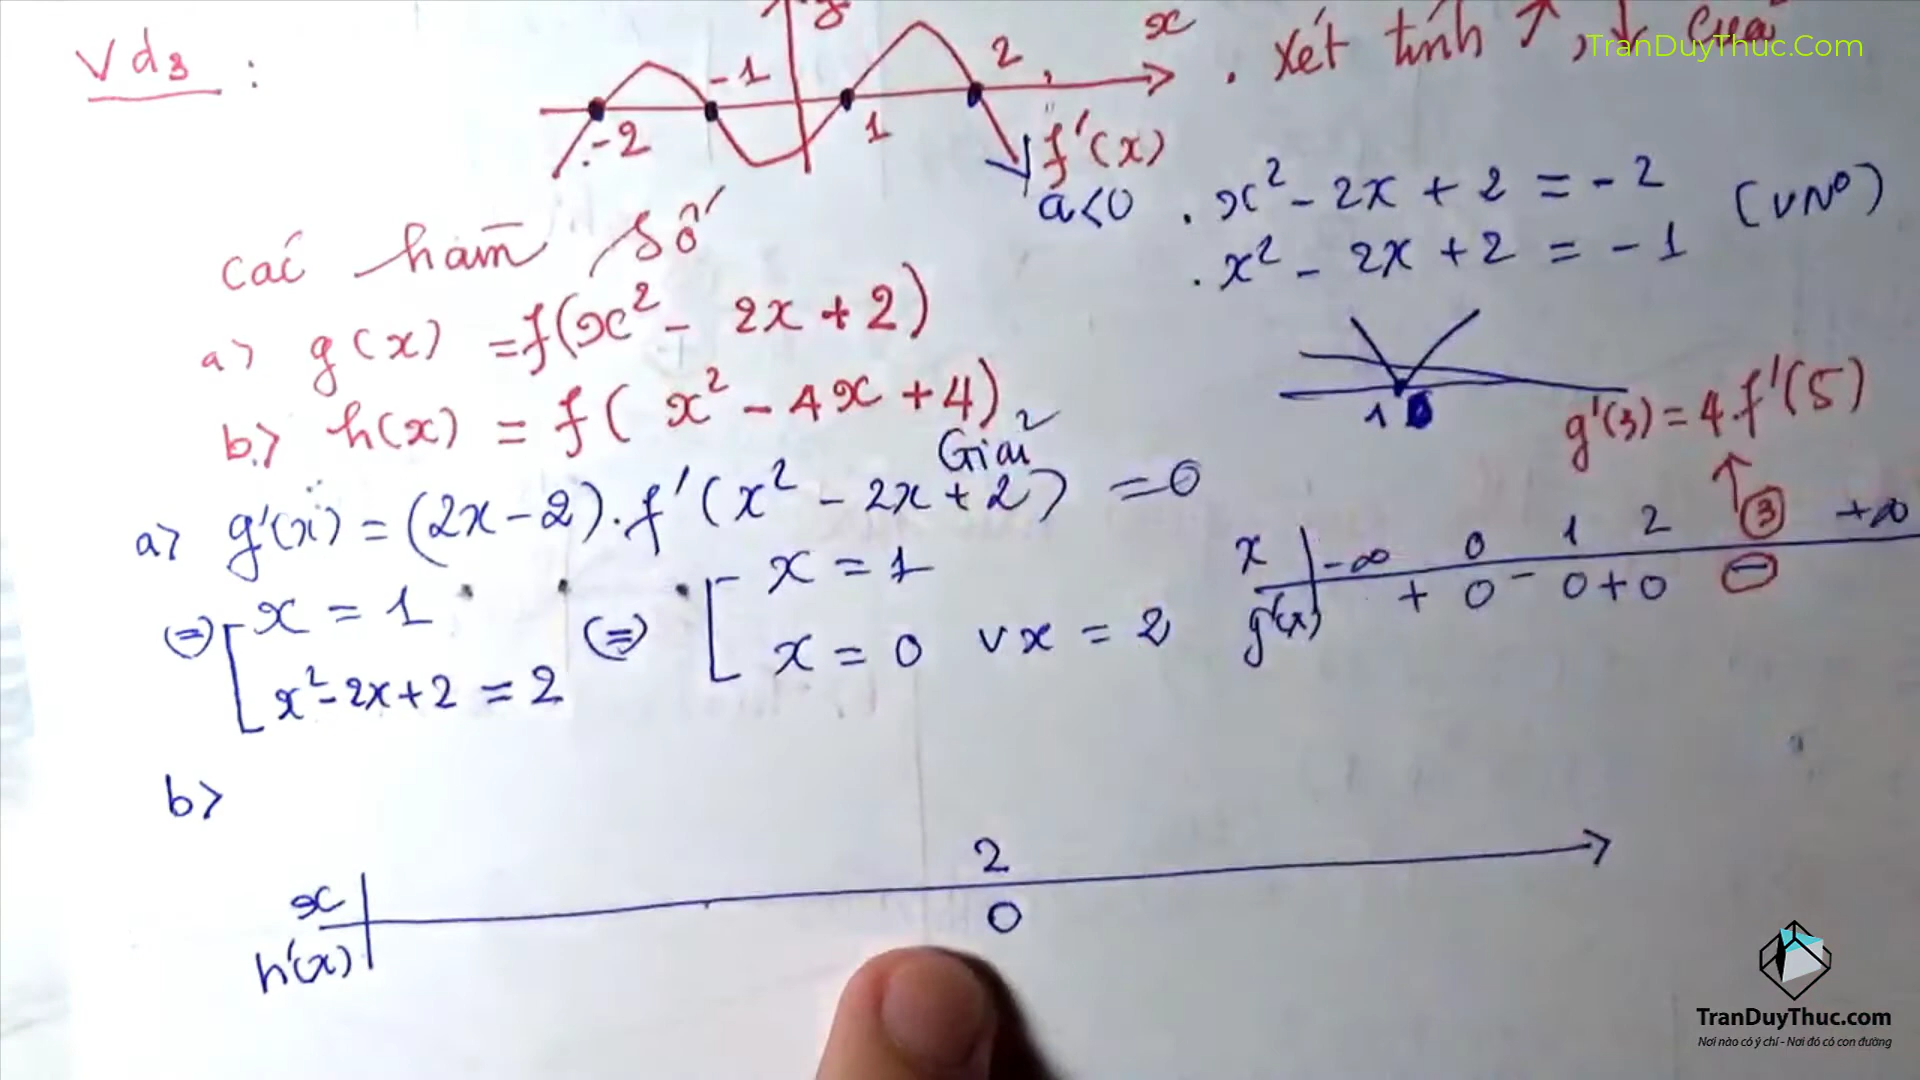 Vd3 :
y
x
-2
-1
1
2
f'(x)
a<0
. xét tính ↑, ↓ của
TranDuyThuc.Com
các hàm số
a> g(x) = f(x² - 2x + 2)
b.> h(x) = f(x² - 4x + 4)
. x² - 2x + 2 = -2
(VN⁰)
. x² - 2x + 2 = -1
1
Giải
a> g'(x) = (2x-2).f'(x² - 2x + 2) = 0
(=) [ x = 1
x² - 2x + 2 = 2
(=) [ x = 1
x = 0 v x = 2
g'(3) = 4.f'(5)
↑
x | -∞ 0 1 2 3 +∞
g'(x) + 0 - 0 + 0 -
b>
x | 2
h'(x) | 0
TranDuyThuc.com
Nơi nào có ý chí - Nơi đó có con đường